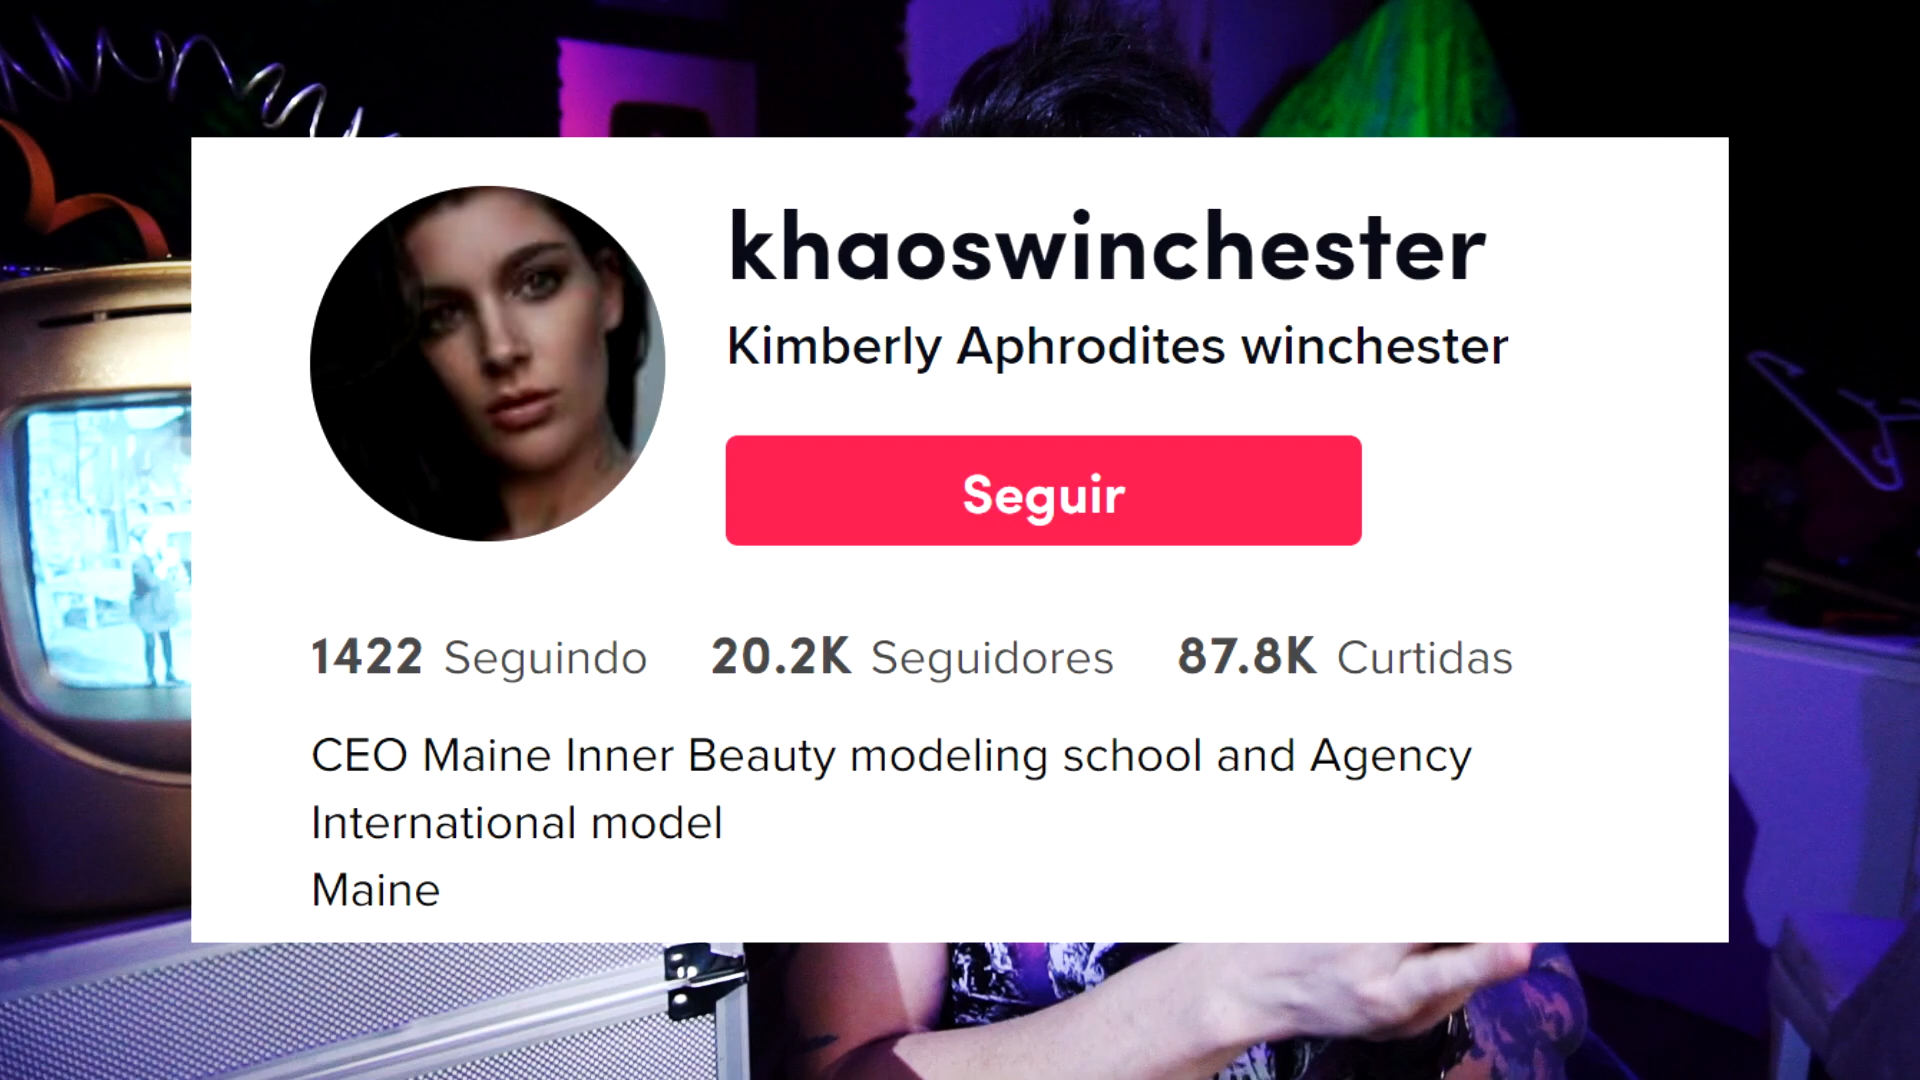 khaoswinchester
Kimberly Aphrodites winchester
Seguir
1422 Seguindo 20.2K Seguidores 87.8K Curtidas
CEO Maine Inner Beauty modeling school and Agency
International model
Maine